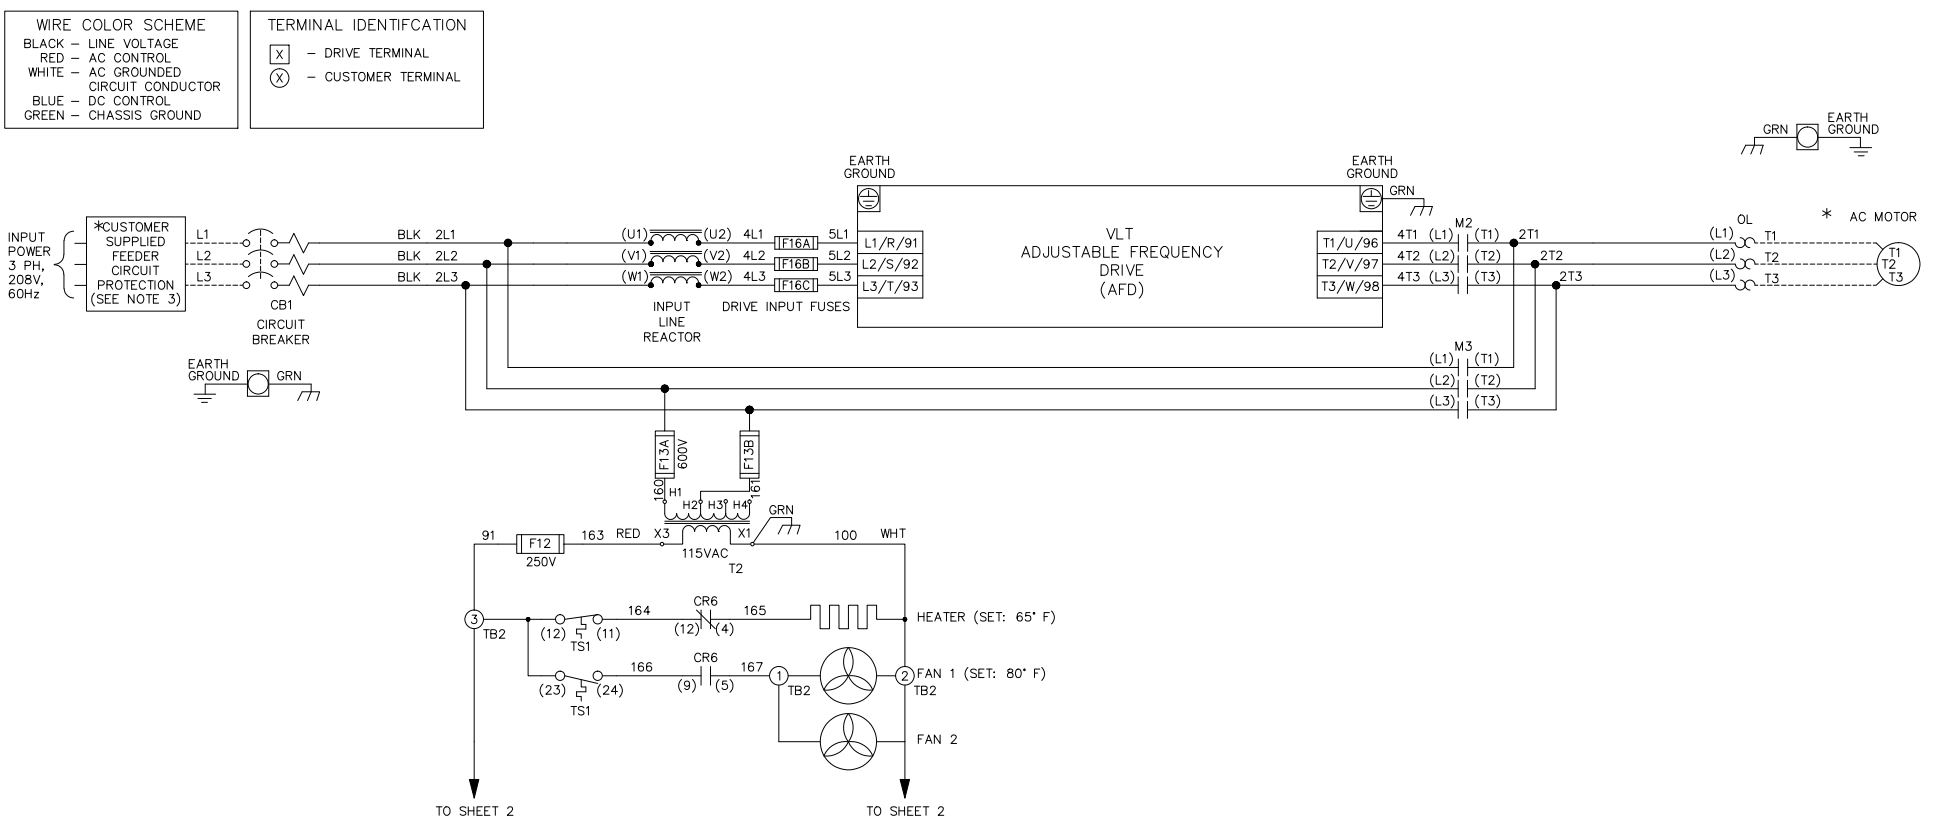 WIRE COLOR SCHEME
BLACK – LINE VOLTAGE
RED – AC CONTROL
WHITE – AC GROUNDED
CIRCUIT CONDUCTOR
BLUE – DC CONTROL
GREEN – CHASSIS GROUND
TERMINAL IDENTIFCATION
X – DRIVE TERMINAL
X – CUSTOMER TERMINAL
GRN
EARTH
GROUND
EARTH
GROUND
EARTH
GROUND
GRN
INPUT
POWER
3 PH,
208V,
60Hz
*CUSTOMER
SUPPLIED
FEEDER
CIRCUIT
PROTECTION
(SEE NOTE 3)
L1
L2
L3
CB1
CIRCUIT
BREAKER
BLK 2L1
BLK 2L2
BLK 2L3
(U1) (U2) 4L1 F16A 5L1 L1/R/91
(V1) (V2) 4L2 F16B 5L2 L2/S/92
(W1) (W2) 4L3 F16C 5L3 L3/T/93
INPUT
LINE
REACTOR
DRIVE INPUT FUSES
VLT
ADJUSTABLE FREQUENCY
DRIVE
(AFD)
M2
T1/U/96 4T1 (L1) (T1) 2T1
T2/V/97 4T2 (L2) (T2) 2T2
T3/W/98 4T3 (L3) (T3) 2T3
OL
(L1) T1
(L2) T2
(L3) T3
* AC MOTOR
T1
T2
T3
EARTH
GROUND
GRN
M3
(L1) (T1)
(L2) (T2)
(L3) (T3)
F13A
600V
F13B
160
161
H1
H2 H3 H4
GRN
91 F12 163 RED X3 X1 100 WHT
250V
115VAC
T2
3
TB2
(12) (11)
TS1
164
CR6
(12) (4)
165
HEATER (SET: 65° F)
(23) (24)
TS1
166
CR6
(9) (5)
167
1
TB2
2
TB2
FAN 1 (SET: 80° F)
FAN 2
TO SHEET 2
TO SHEET 2